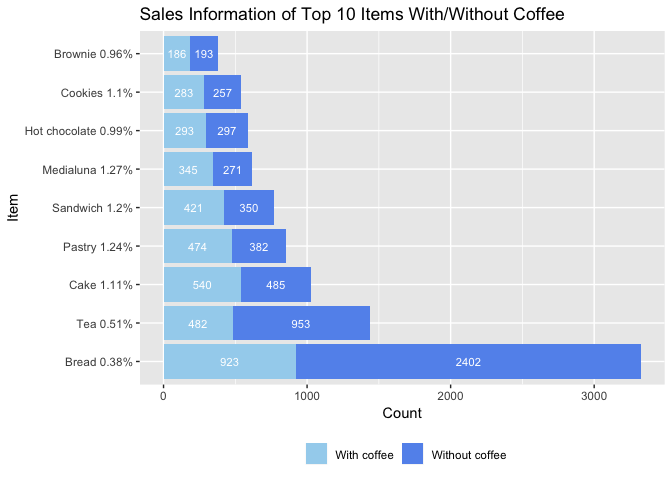 Sales Information of Top 10 Items With/Without Coffee
Item
Brownie 0.96% 186 193
Cookies 1.1% 283 257
Hot chocolate 0.99% 293 297
Medialuna 1.27% 345 271
Sandwich 1.2% 421 350
Pastry 1.24% 474 382
Cake 1.11% 540 485
Tea 0.51% 482 953
Bread 0.38% 923 2402
0 1000 2000 3000
Count
With coffee Without coffee